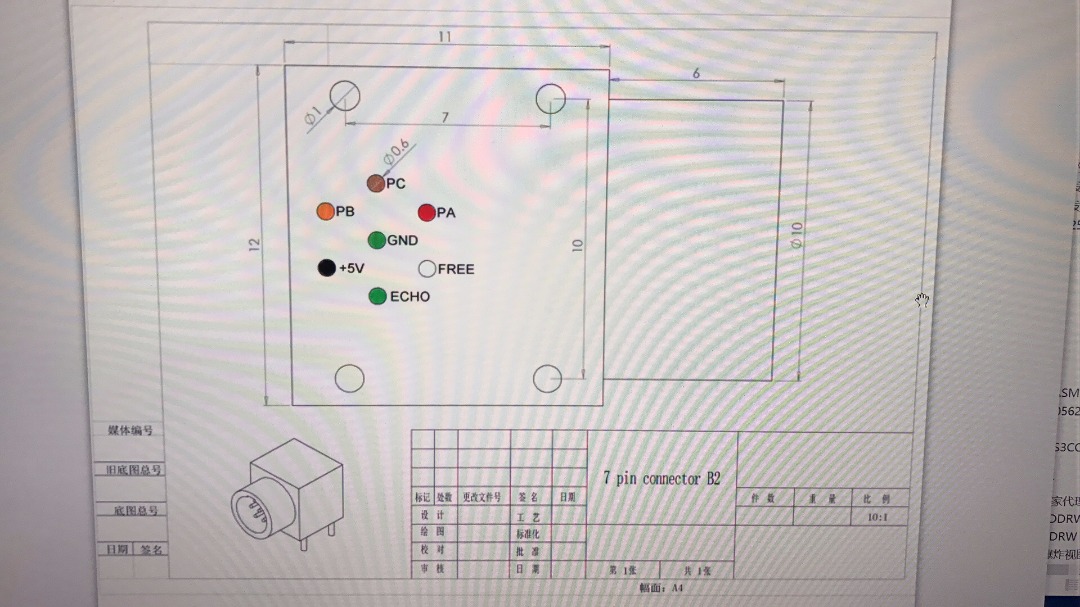 11
6
Ø1
7
Ø0.6
PC
PB
PA
GND
12
10
Ø10
+5V
FREE
ECHO
媒体编号
旧底图总号
底图总号
日期 签名
标记 处数 更改文件号 签名 日期
设计 工艺
绘图 标准化
校对 批准
审核 日期
7 pin connector B2
件数 重量 比例
10:1
第 1张 共 1张
幅面: A4
.SM
0562
S3CC
家代理
DDRW
DRW
爆炸视图